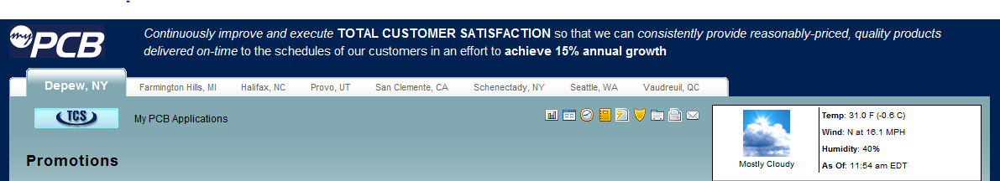 my PCB
Continuously improve and execute TOTAL CUSTOMER SATISFACTION so that we can consistently provide reasonably-priced, quality products
delivered on-time to the schedules of our customers in an effort to achieve 15% annual growth
Depew, NY Farmington Hills, MI Halifax, NC Provo, UT San Clemente, CA Schenectady, NY Seattle, WA Vaudreuil, QC
TCS My PCB Applications
Promotions
Mostly Cloudy
Temp: 31.0 F (-0.6 C)
Wind: N at 16.1 MPH
Humidity: 40%
As Of: 11:54 am EDT